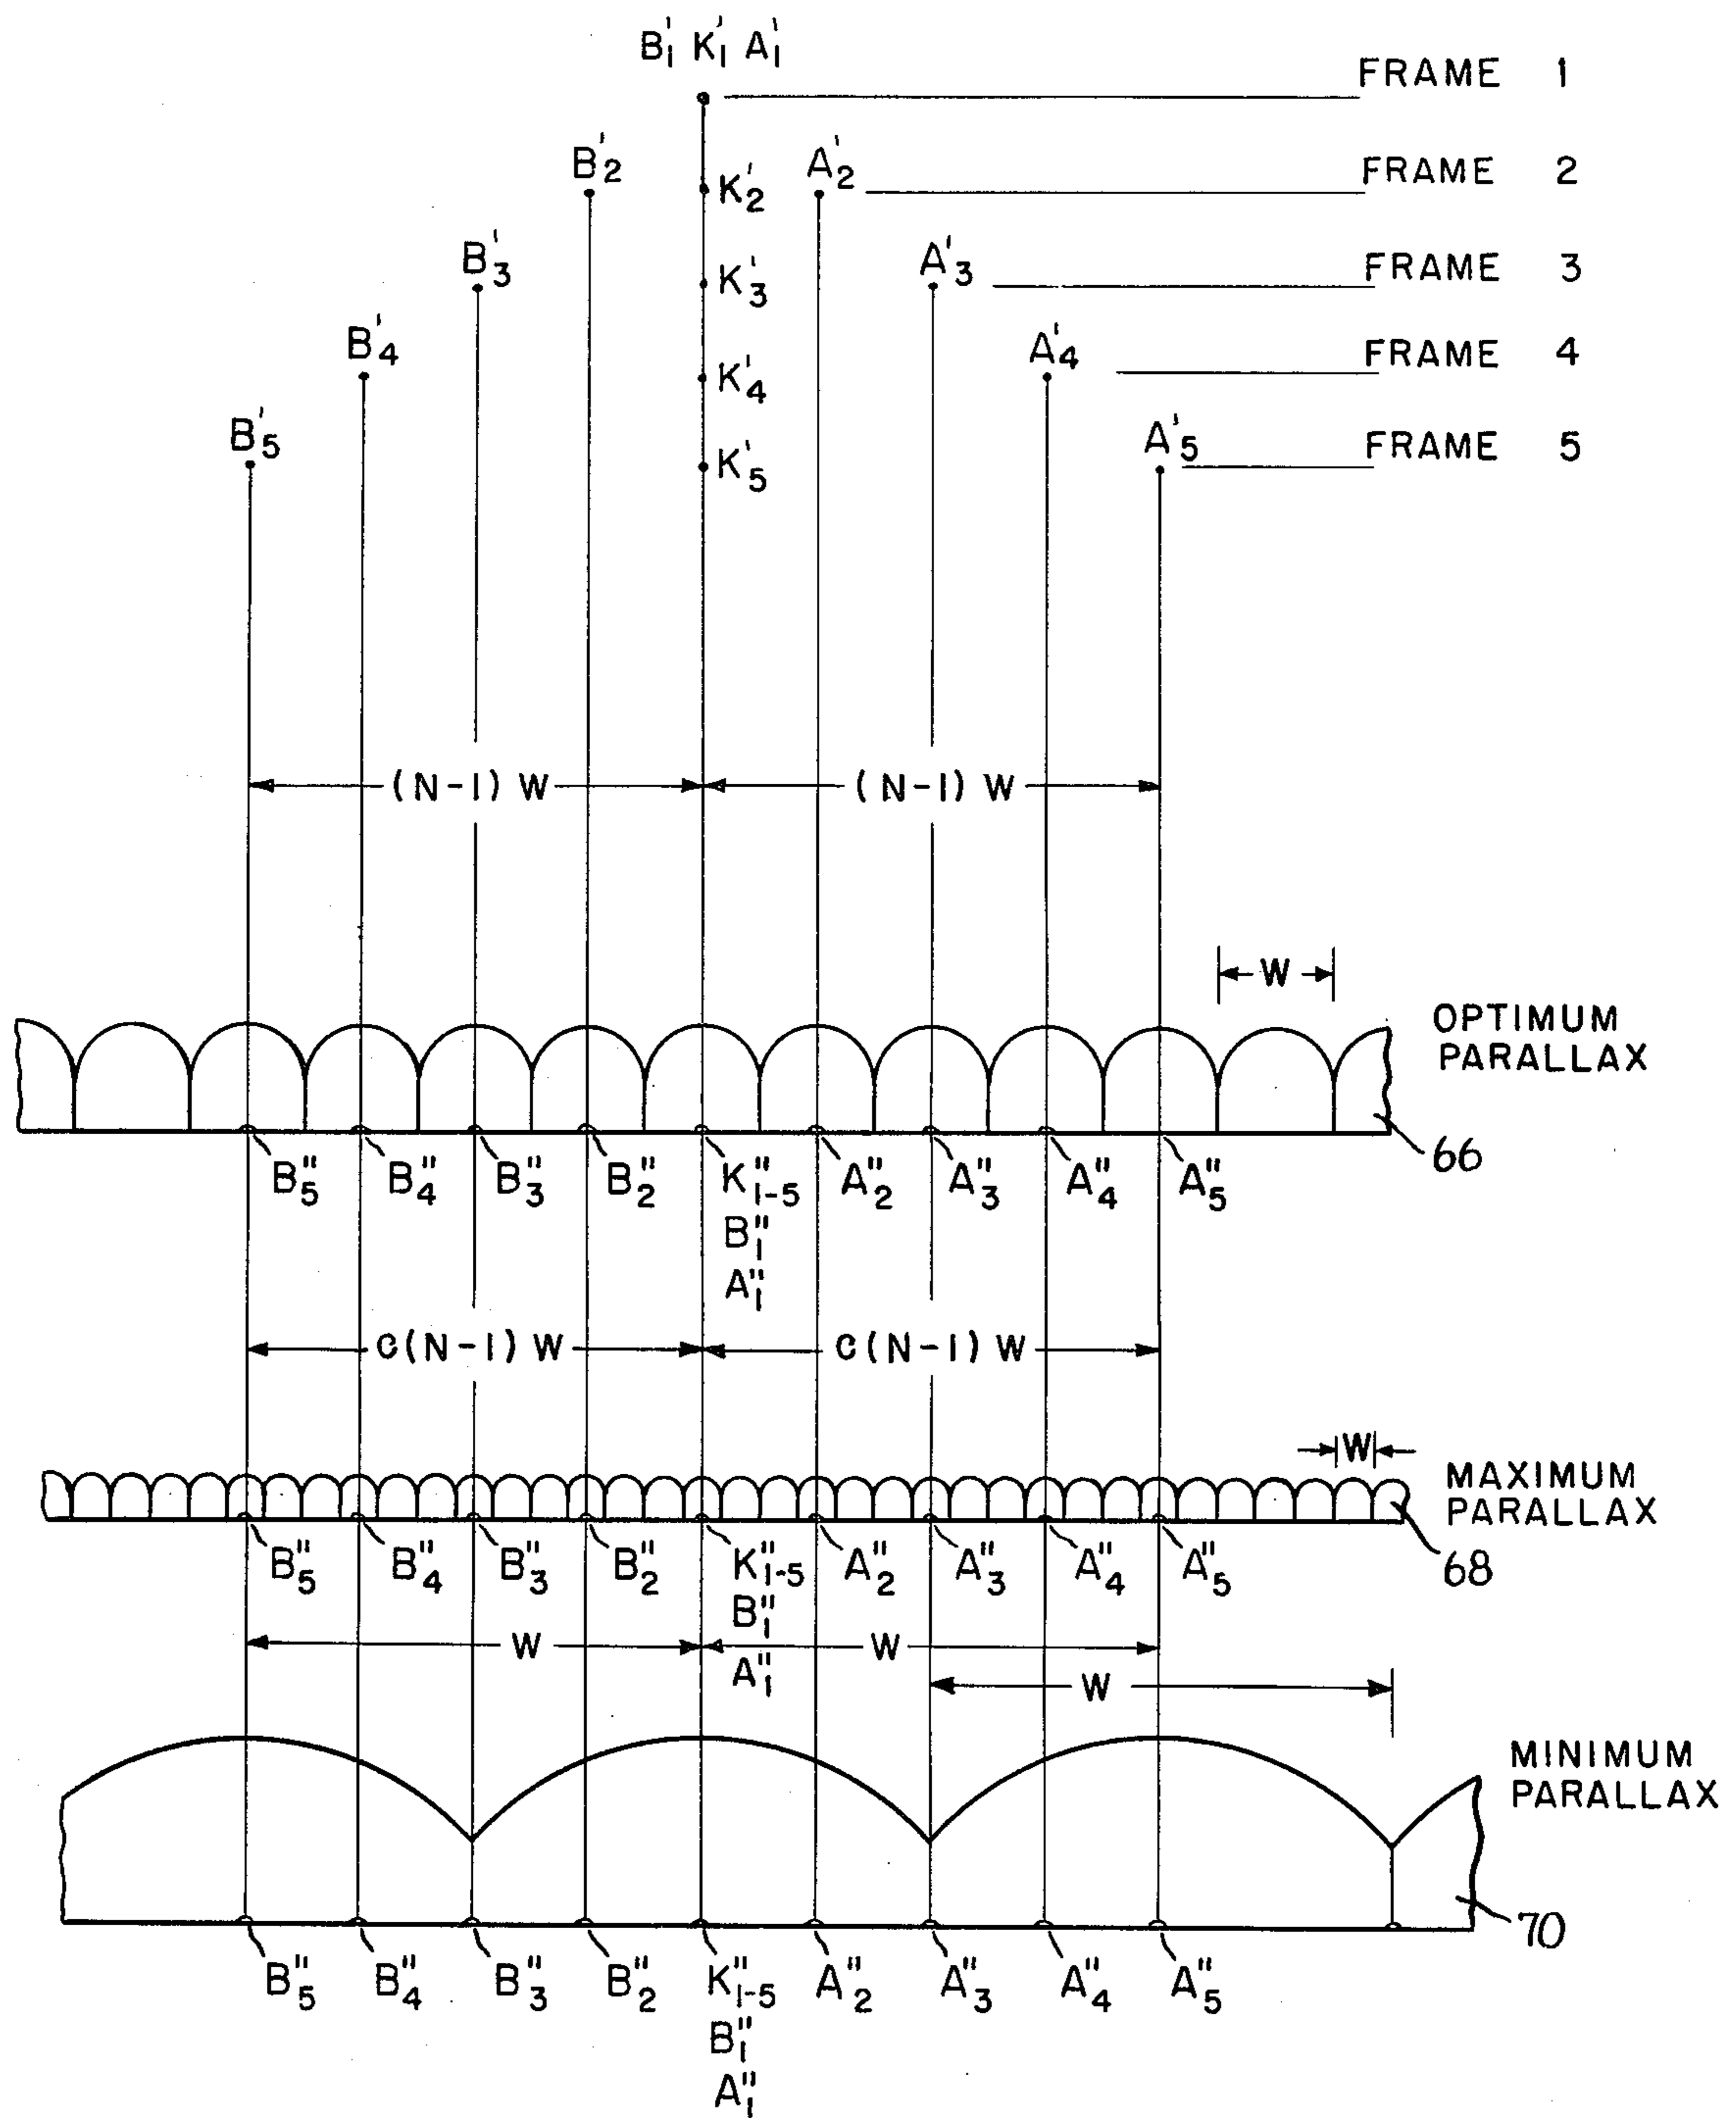 B'1 K'1 A'1
FRAME 1
B'2 A'2 FRAME 2
K'2
B'3 A'3 FRAME 3
K'3
B'4 A'4 FRAME 4
K'4
B'5 A'5 FRAME 5
K'5
(N-1) W (N-1) W
W
OPTIMUM
PARALLAX
66
B"5 B"4 B"3 B"2 K"1-5 A"2 A"3 A"4 A"5
B"1
A"1
C(N-1) W C(N-1) W
W
MAXIMUM
PARALLAX
68
B"5 B"4 B"3 B"2 K"1-5 A"2 A"3 A"4 A"5
B"1
W W
A"1
W
MINIMUM
PARALLAX
70
B"5 B"4 B"3 B"2 K"1-5 A"2 A"3 A"4 A"5
B"1
A"1